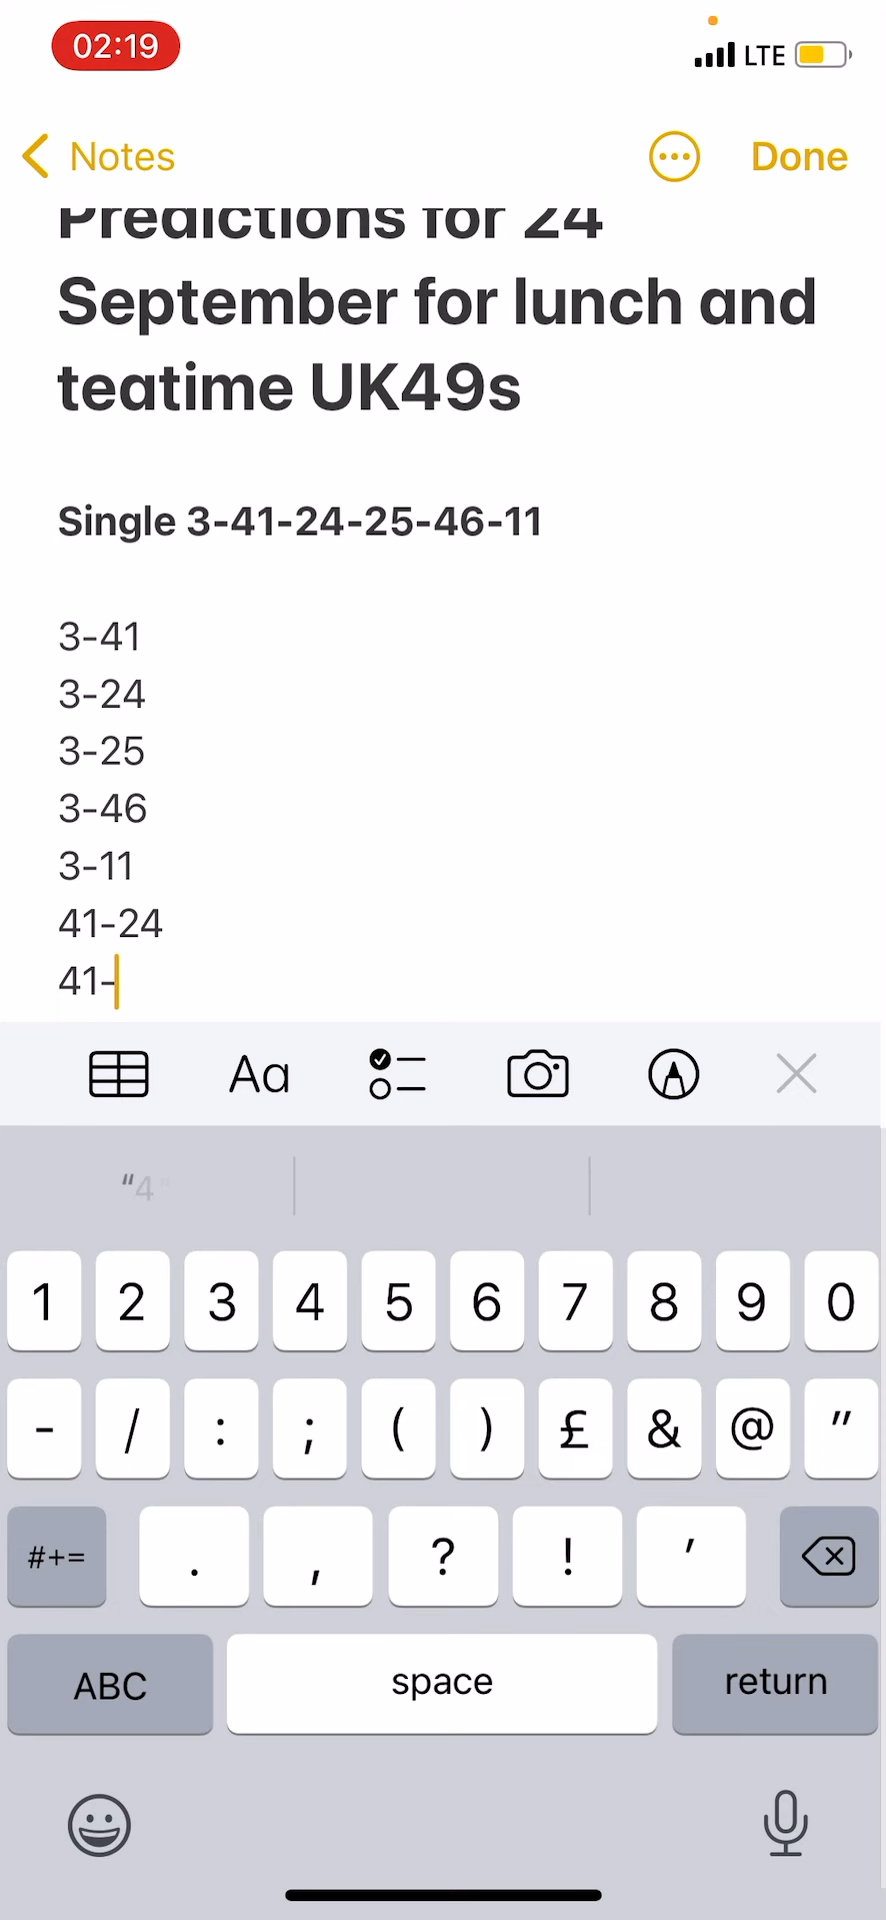 02:19
LTE
Notes
Done
Predictions for 24
September for lunch and
teatime UK49s
Single 3-41-24-25-46-11
3-41
3-24
3-25
3-46
3-11
41-24
41-
Aa
"4"
1 2 3 4 5 6 7 8 9 0
- / : ; ( ) £ & @ "
#+= . , ? ! '
ABC space return